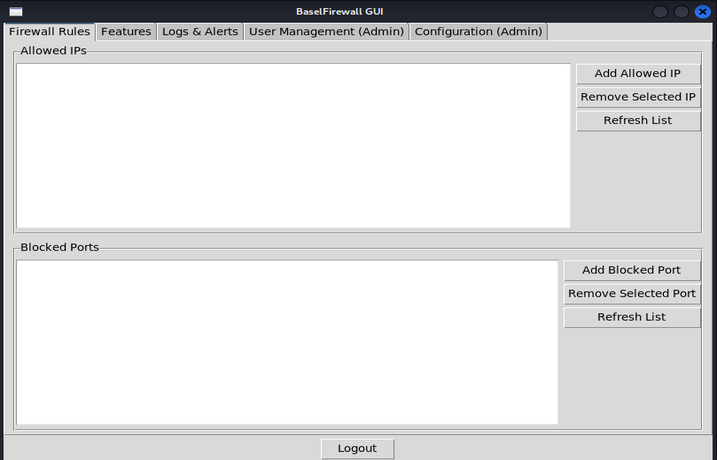 BaselFirewall GUI
Firewall Rules Features Logs & Alerts User Management (Admin) Configuration (Admin)
Allowed IPs
Add Allowed IP
Remove Selected IP
Refresh List
Blocked Ports
Add Blocked Port
Remove Selected Port
Refresh List
Logout